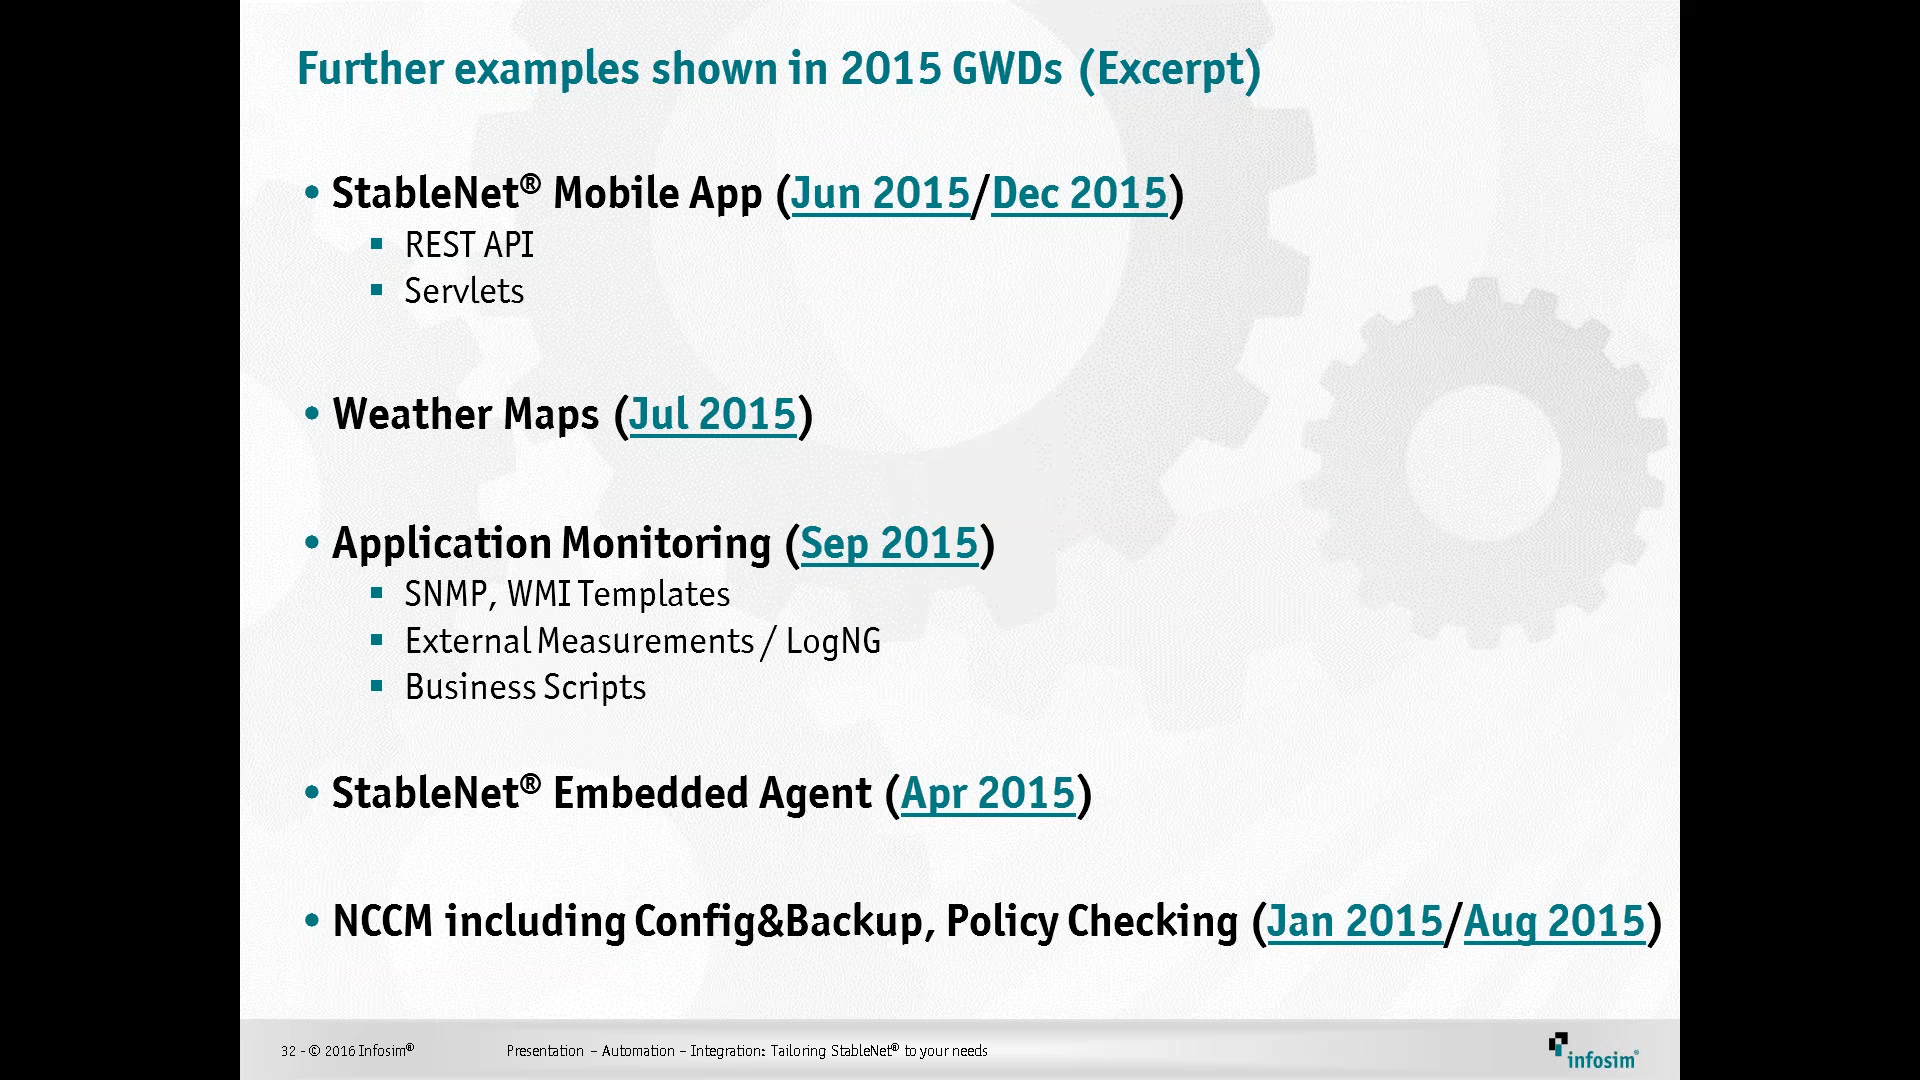 Further examples shown in 2015 GWDs (Excerpt)
• StableNet® Mobile App (Jun 2015/Dec 2015)
▪ REST API
▪ Servlets
• Weather Maps (Jul 2015)
• Application Monitoring (Sep 2015)
▪ SNMP, WMI Templates
▪ External Measurements / LogNG
▪ Business Scripts
• StableNet® Embedded Agent (Apr 2015)
• NCCM including Config&Backup, Policy Checking (Jan 2015/Aug 2015)
32 - © 2016 Infosim® Presentation – Automation – Integration: Tailoring StableNet® to your needs
infosim®